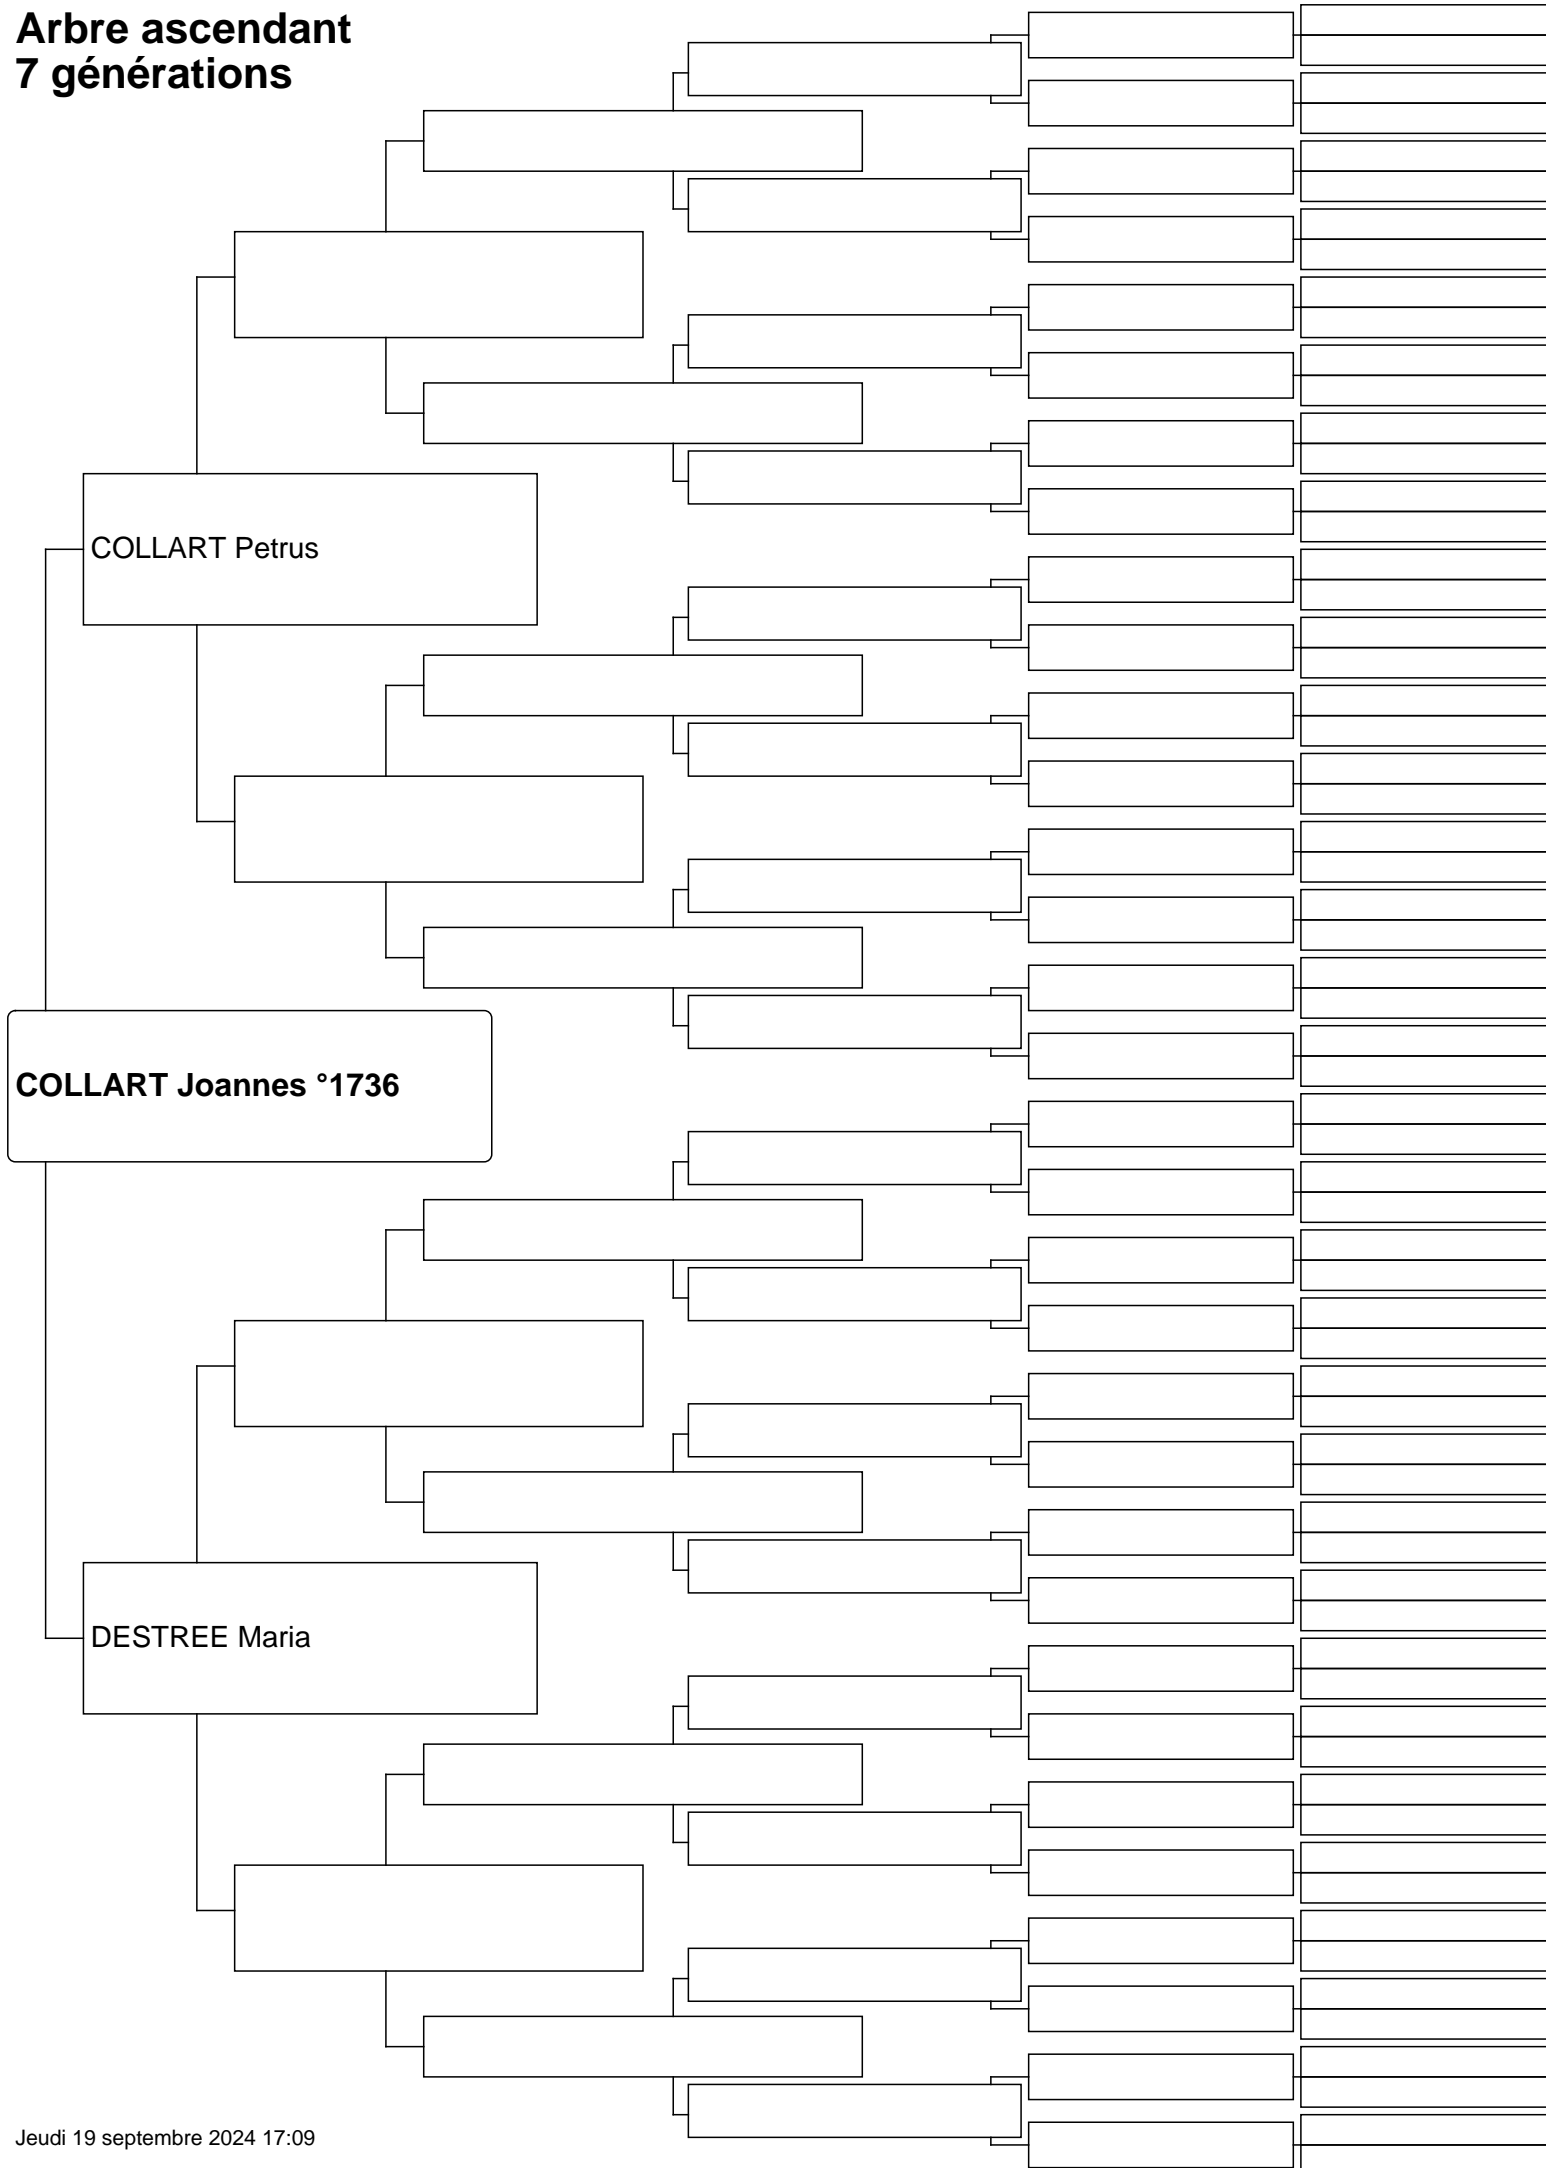 Arbre ascendant
7 générations
COLLART Petrus
COLLART Joannes °1736
DESTREE Maria
Jeudi 19 septembre 2024 17:09